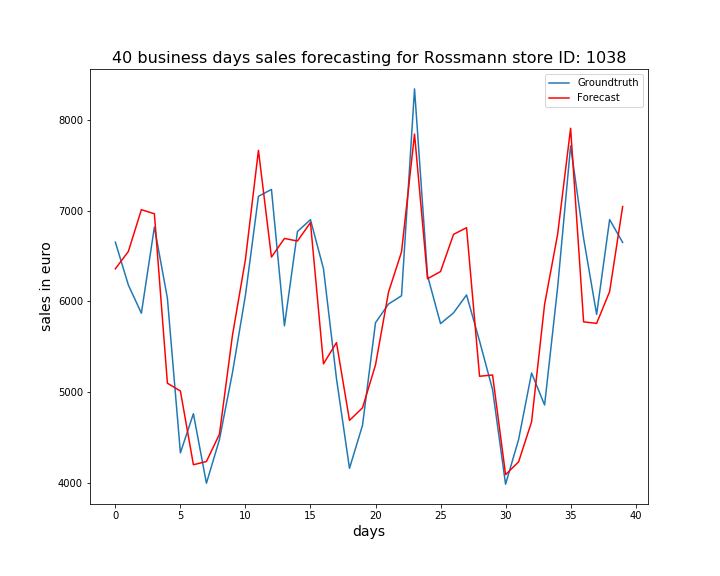 40 business days sales forecasting for Rossmann store ID: 1038
Groundtruth
Forecast
8000
7000
6000
5000
4000
sales in euro
0 5 10 15 20 25 30 35 40
days